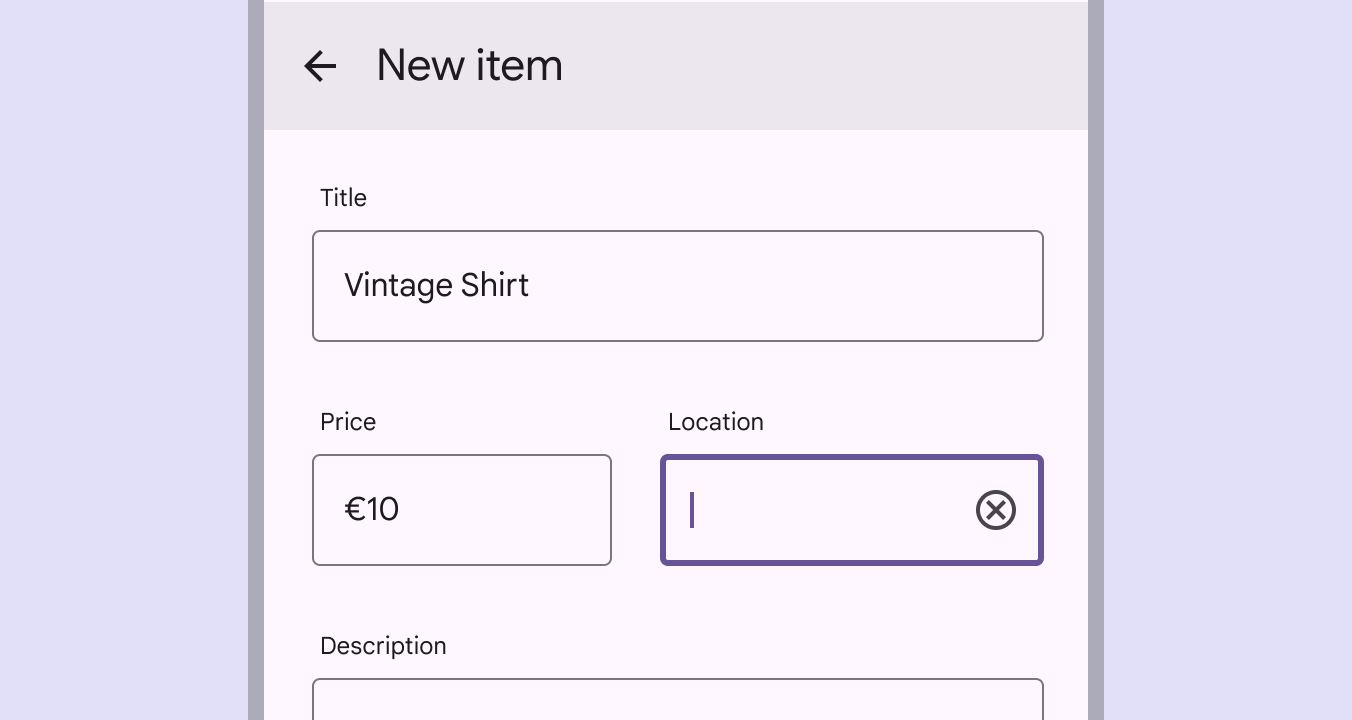 New item
Title
Vintage Shirt
Price
Location
€10
Description